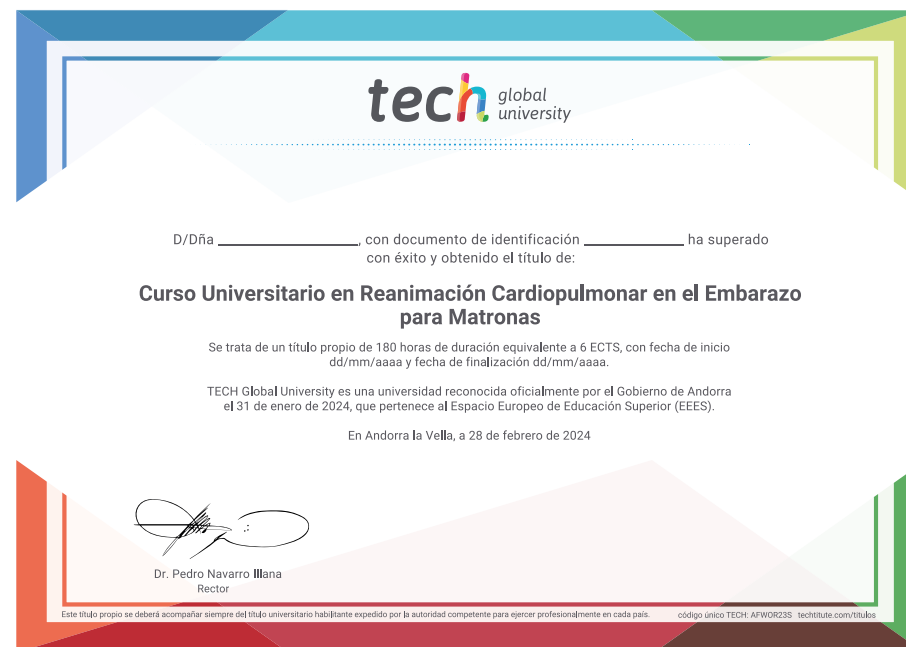 tech global
university
D/Dña ______________, con documento de identificación __________ ha superado
con éxito y obtenido el título de:
Curso Universitario en Reanimación Cardiopulmonar en el Embarazo
para Matronas
Se trata de un título propio de 180 horas de duración equivalente a 6 ECTS, con fecha de inicio
dd/mm/aaaa y fecha de finalización dd/mm/aaaa.
TECH Global University es una universidad reconocida oficialmente por el Gobierno de Andorra
el 31 de enero de 2024, que pertenece al Espacio Europeo de Educación Superior (EEES).
En Andorra la Vella, a 28 de febrero de 2024
Dr. Pedro Navarro Illana
Rector
Este título propio se deberá acompañar siempre del título universitario habilitante expedido por la autoridad competente para ejercer profesionalmente en cada país. código único TECH: AFWOR23S techtitute.com/titulos